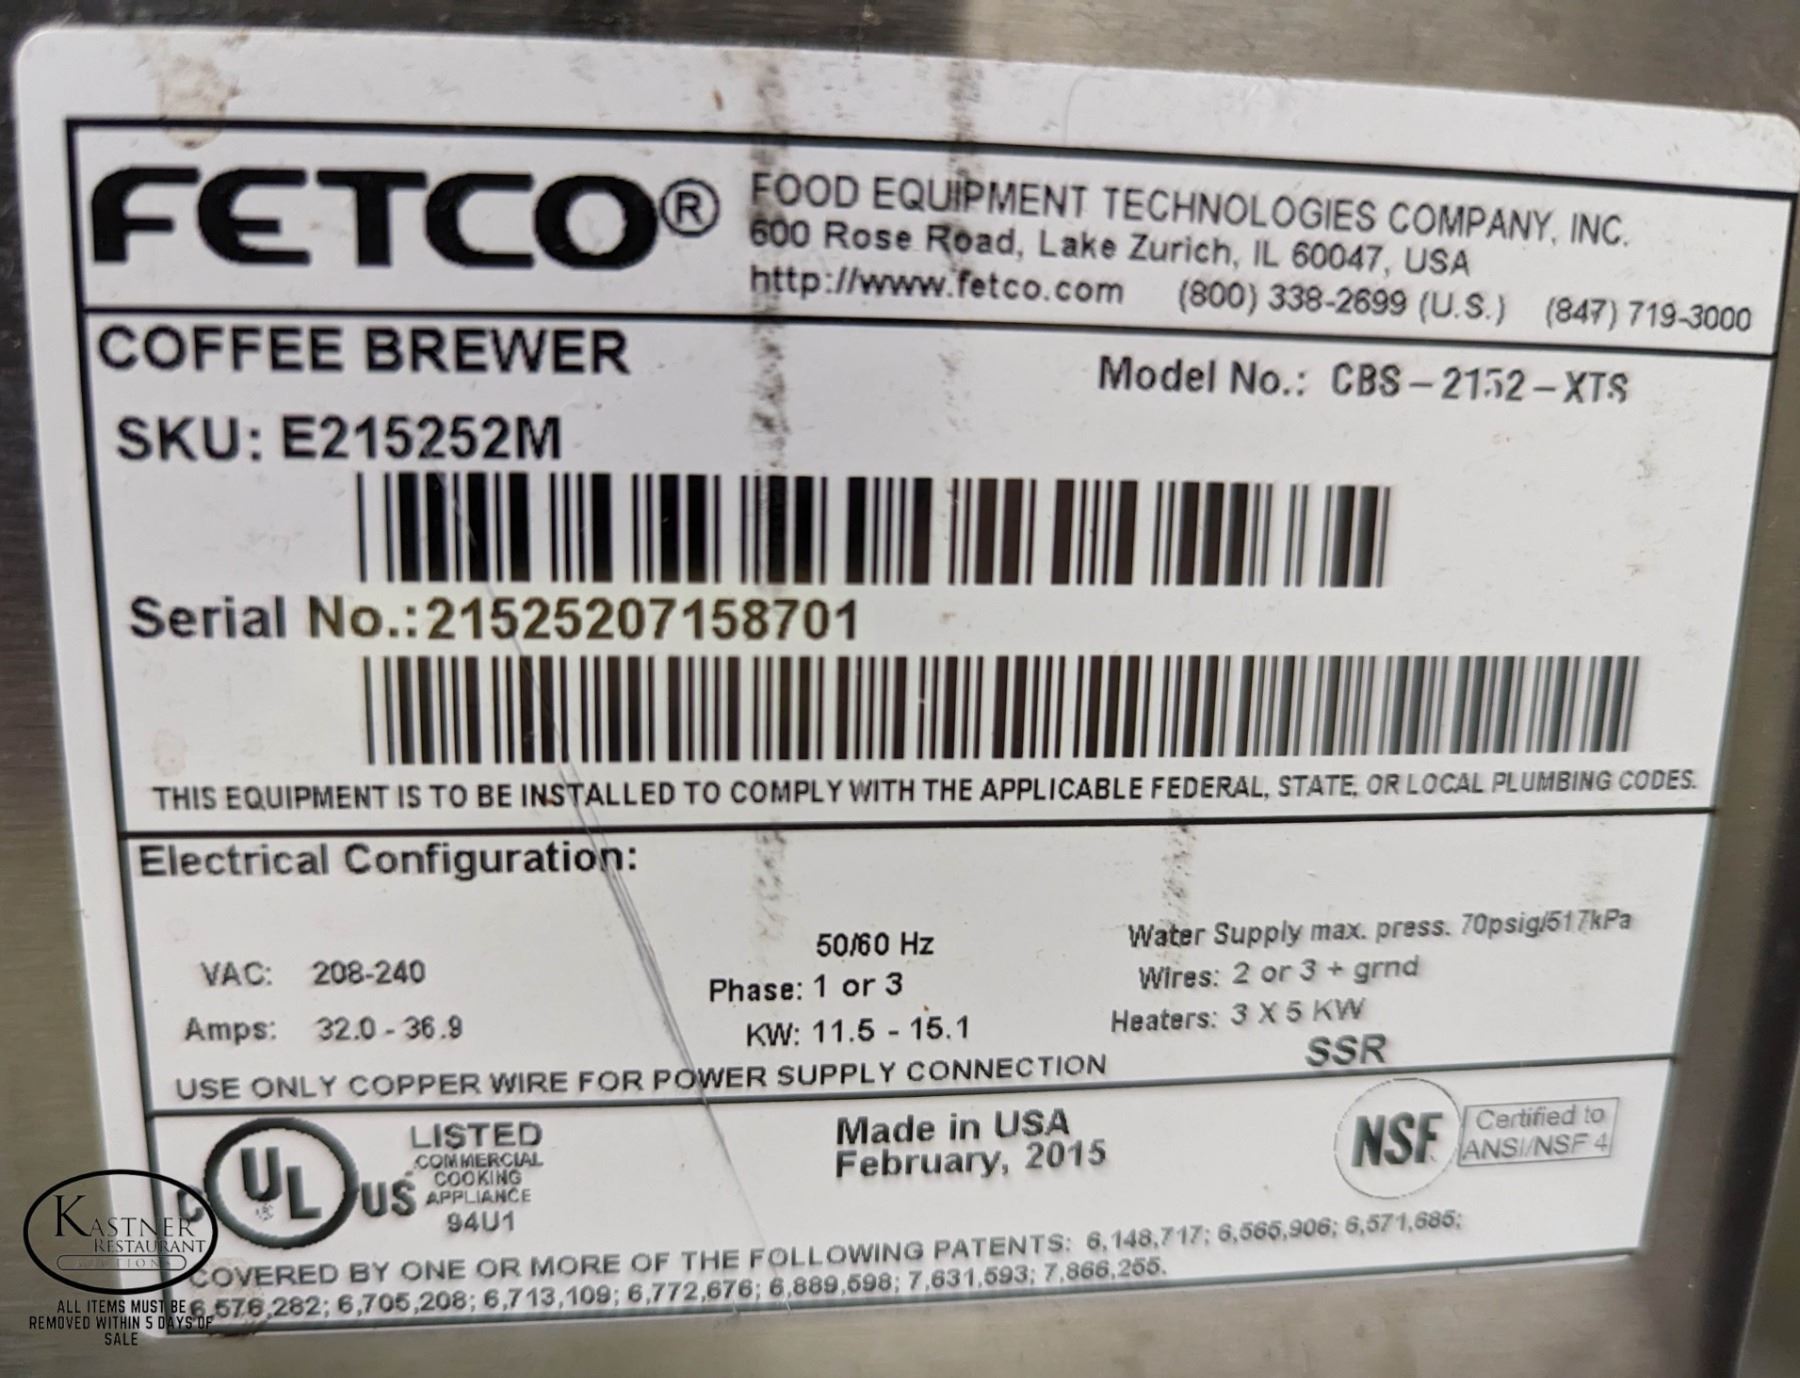 FETCO® FOOD EQUIPMENT TECHNOLOGIES COMPANY, INC.
600 Rose Road, Lake Zurich, IL 60047, USA
http://www.fetco.com (800) 338-2699 (U.S.) (847) 719-3000
COFFEE BREWER
Model No.: CBS-2152-XTS
SKU: E215252M
Serial No.:21525207158701
THIS EQUIPMENT IS TO BE INSTALLED TO COMPLY WITH THE APPLICABLE FEDERAL, STATE, OR LOCAL PLUMBING CODES.
Electrical Configuration:
50/60 Hz
Water Supply max. press. 70psig/517kPa
VAC: 208-240
Phase: 1 or 3
Wires: 2 or 3 + grnd
Amps: 32.0 - 36.9
KW: 11.5 - 15.1
Heaters: 3 X 5 KW
SSR
USE ONLY COPPER WIRE FOR POWER SUPPLY CONNECTION
C UL US
LISTED
COMMERCIAL
COOKING
APPLIANCE
94U1
Made in USA
February, 2015
NSF
Certified to
ANSI/NSF 4
COVERED BY ONE OR MORE OF THE FOLLOWING PATENTS: 6,148,717; 6,565,906; 6,571,685;
6,576,282; 6,705,208; 6,713,109; 6,772,676; 6,889,598; 7,631,593; 7,866,255.
KASTNER
RESTAURANT
AUCTIONS
ALL ITEMS MUST BE
REMOVED WITHIN 5 DAYS OF
SALE